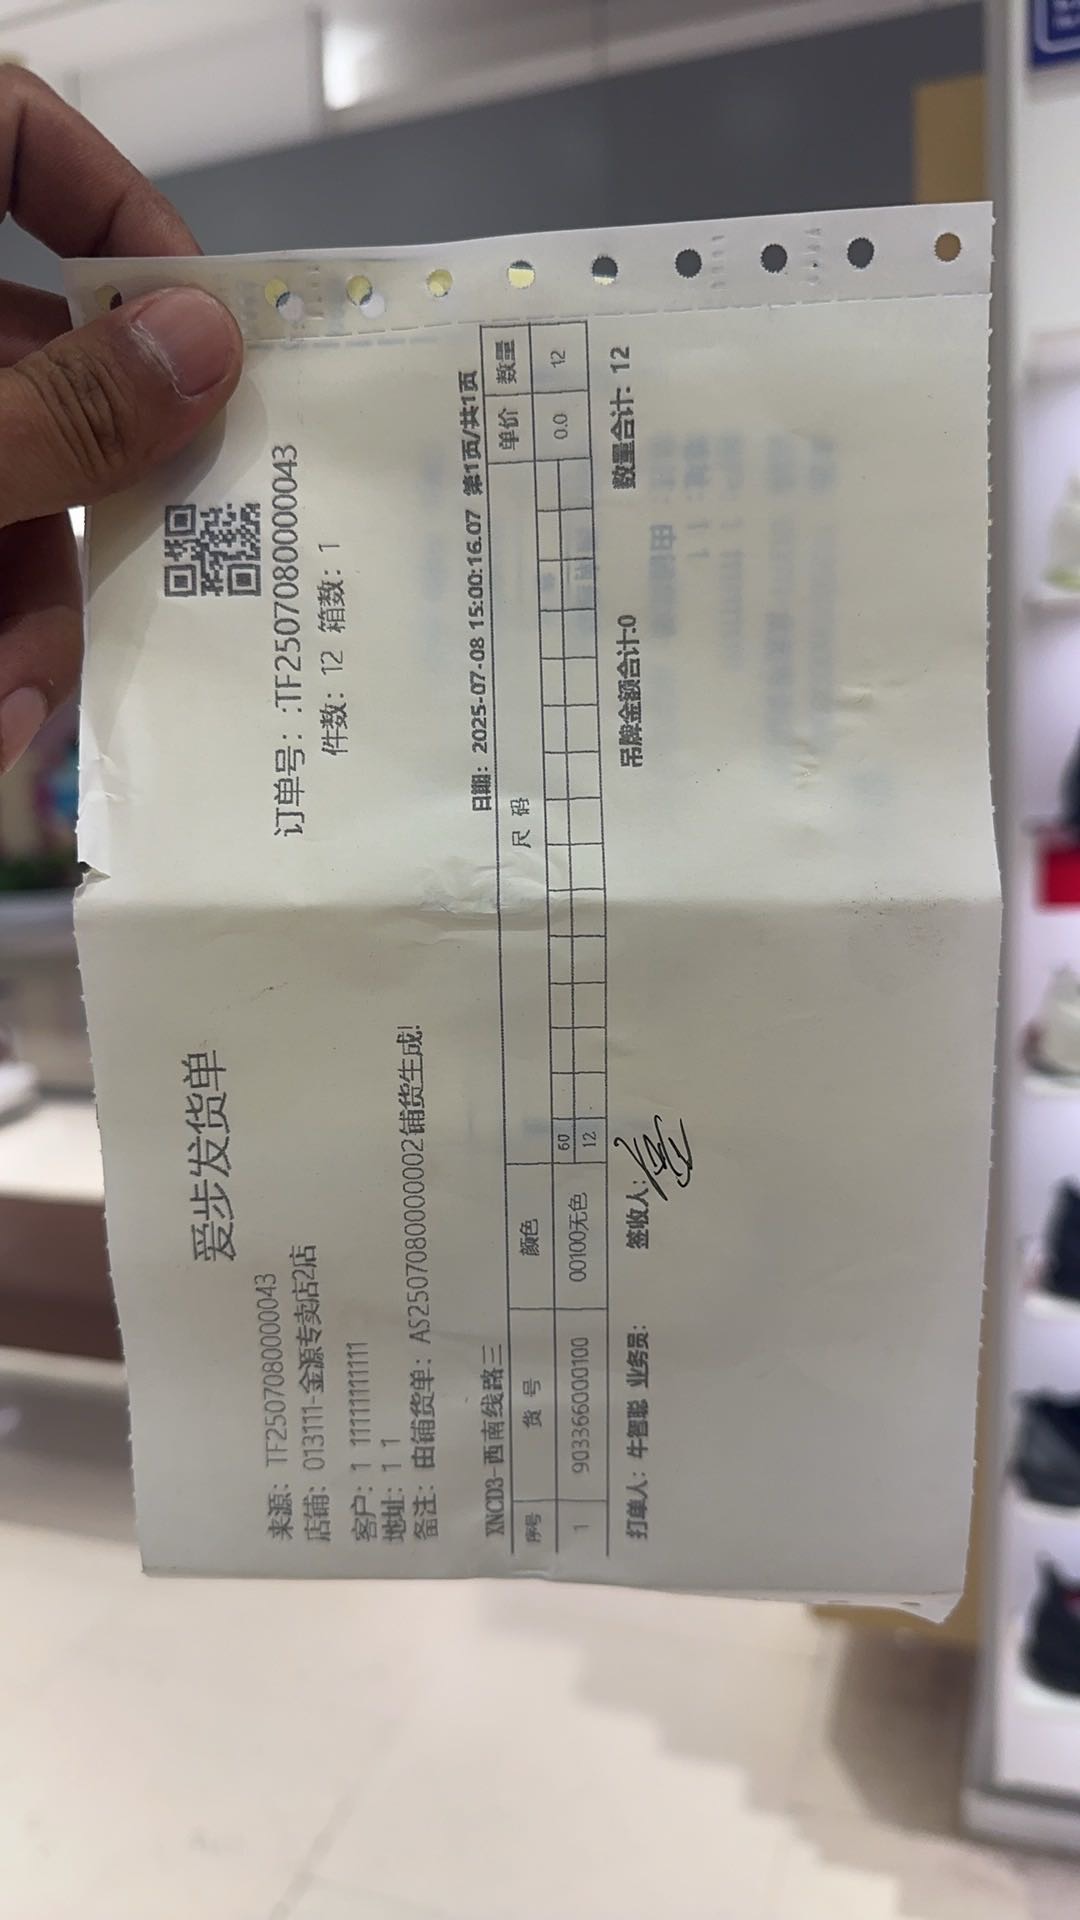 爱步发货单
来源: TF2507080000043
店铺: 013111-金源专卖店2店
订单号: :TF2507080000043
客户: 1 11111111111
件数: 12 箱数: 1
地址: 1 1
备注: 由铺货单: AS25070800000002铺货生成!
XNCD3-西南线路三
日期: 2025-07-08 15:00:16.07 第1页/共1页
序号 货号 颜色 尺码 单价 数量
60
1 90336600100 00100无色 12 0.0 12
打单人: 牛智聪 业务员: 签收人: 吊牌金额合计:0 数量合计: 12